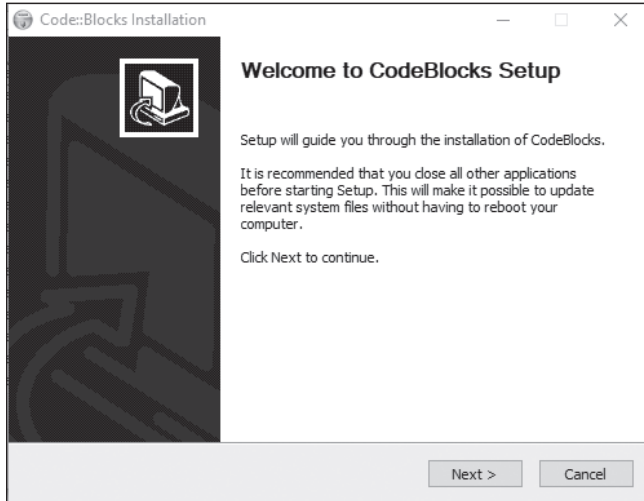 Code::Blocks Installation
Welcome to CodeBlocks Setup
Setup will guide you through the installation of CodeBlocks.
It is recommended that you close all other applications
before starting Setup. This will make it possible to update
relevant system files without having to reboot your
computer.
Click Next to continue.
Next >
Cancel